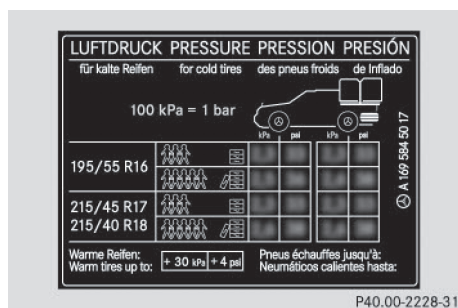 LUFTDRUCK PRESSURE PRESSION PRESIÓN
für kalte Reifen for cold tires des pneus froids de Inflado
100 kPa = 1 bar
kPa psi kPa psi
195/55 R16
215/45 R17
215/40 R18
A 169 584 50 17
Warme Reifen: + 30 kPa + 4 psi Pneus échauffes jusqu'à:
Warm tires up to: Neumáticos calientes hasta:
P40.00-2228-31